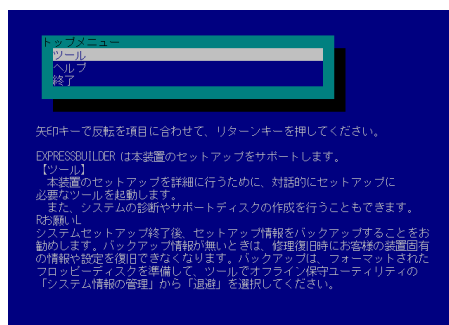 トップメニュー
ツール
ヘルプ
終了
矢印キーで反転を項目に合わせて、リターンキーを押してください。
EXPRESSBUILDER は本装置のセットアップをサポートします。
【ツール】
本装置のセットアップを詳細に行うために、対話的にセットアップに
必要なツールを起動します。
また、システムの診断やサポートディスクの作成を行うこともできます。
Rお願いL
システムセットアップ終了後、セットアップ情報をバックアップすることをお
勧めします。バックアップ情報が無いときは、修理復旧時にお客様の装置固有
の情報や設定を復旧できなくなります。バックアップは、フォーマットされた
フロッピーディスクを準備して、ツールでオフライン保守ユーティリティの
「システム情報の管理」から「退避」を選択してください。